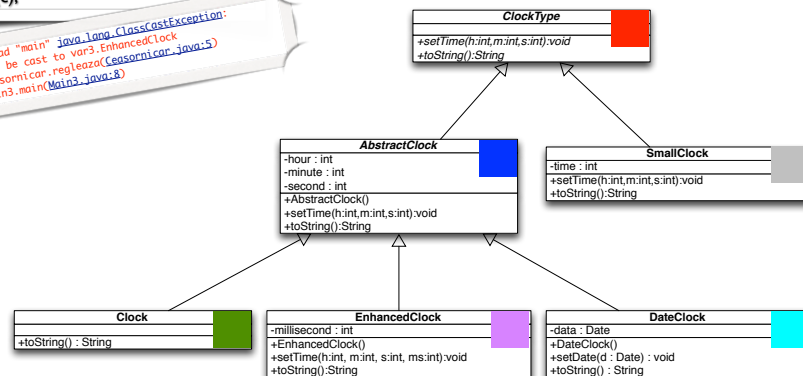 "main" java.lang.ClassCastException:
be cast to var3.EnhancedClock
regleaza(Ceasornicar.java:5)
main(Main3.java:8)
ClockType
+setTime(h:int,m:int,s:int):void
+toString():String
AbstractClock
-hour : int
-minute : int
-second : int
+AbstractClock()
+setTime(h:int,m:int,s:int):void
+toString():String
SmallClock
-time : int
+setTime(h:int,m:int,s:int):void
+toString():String
Clock
+toString() : String
EnhancedClock
-millisecond : int
+EnhancedClock()
+setTime(h:int, m:int, s:int, ms:int):void
+toString():String
DateClock
-data : Date
+DateClock()
+setDate(d : Date) : void
+toString() : String